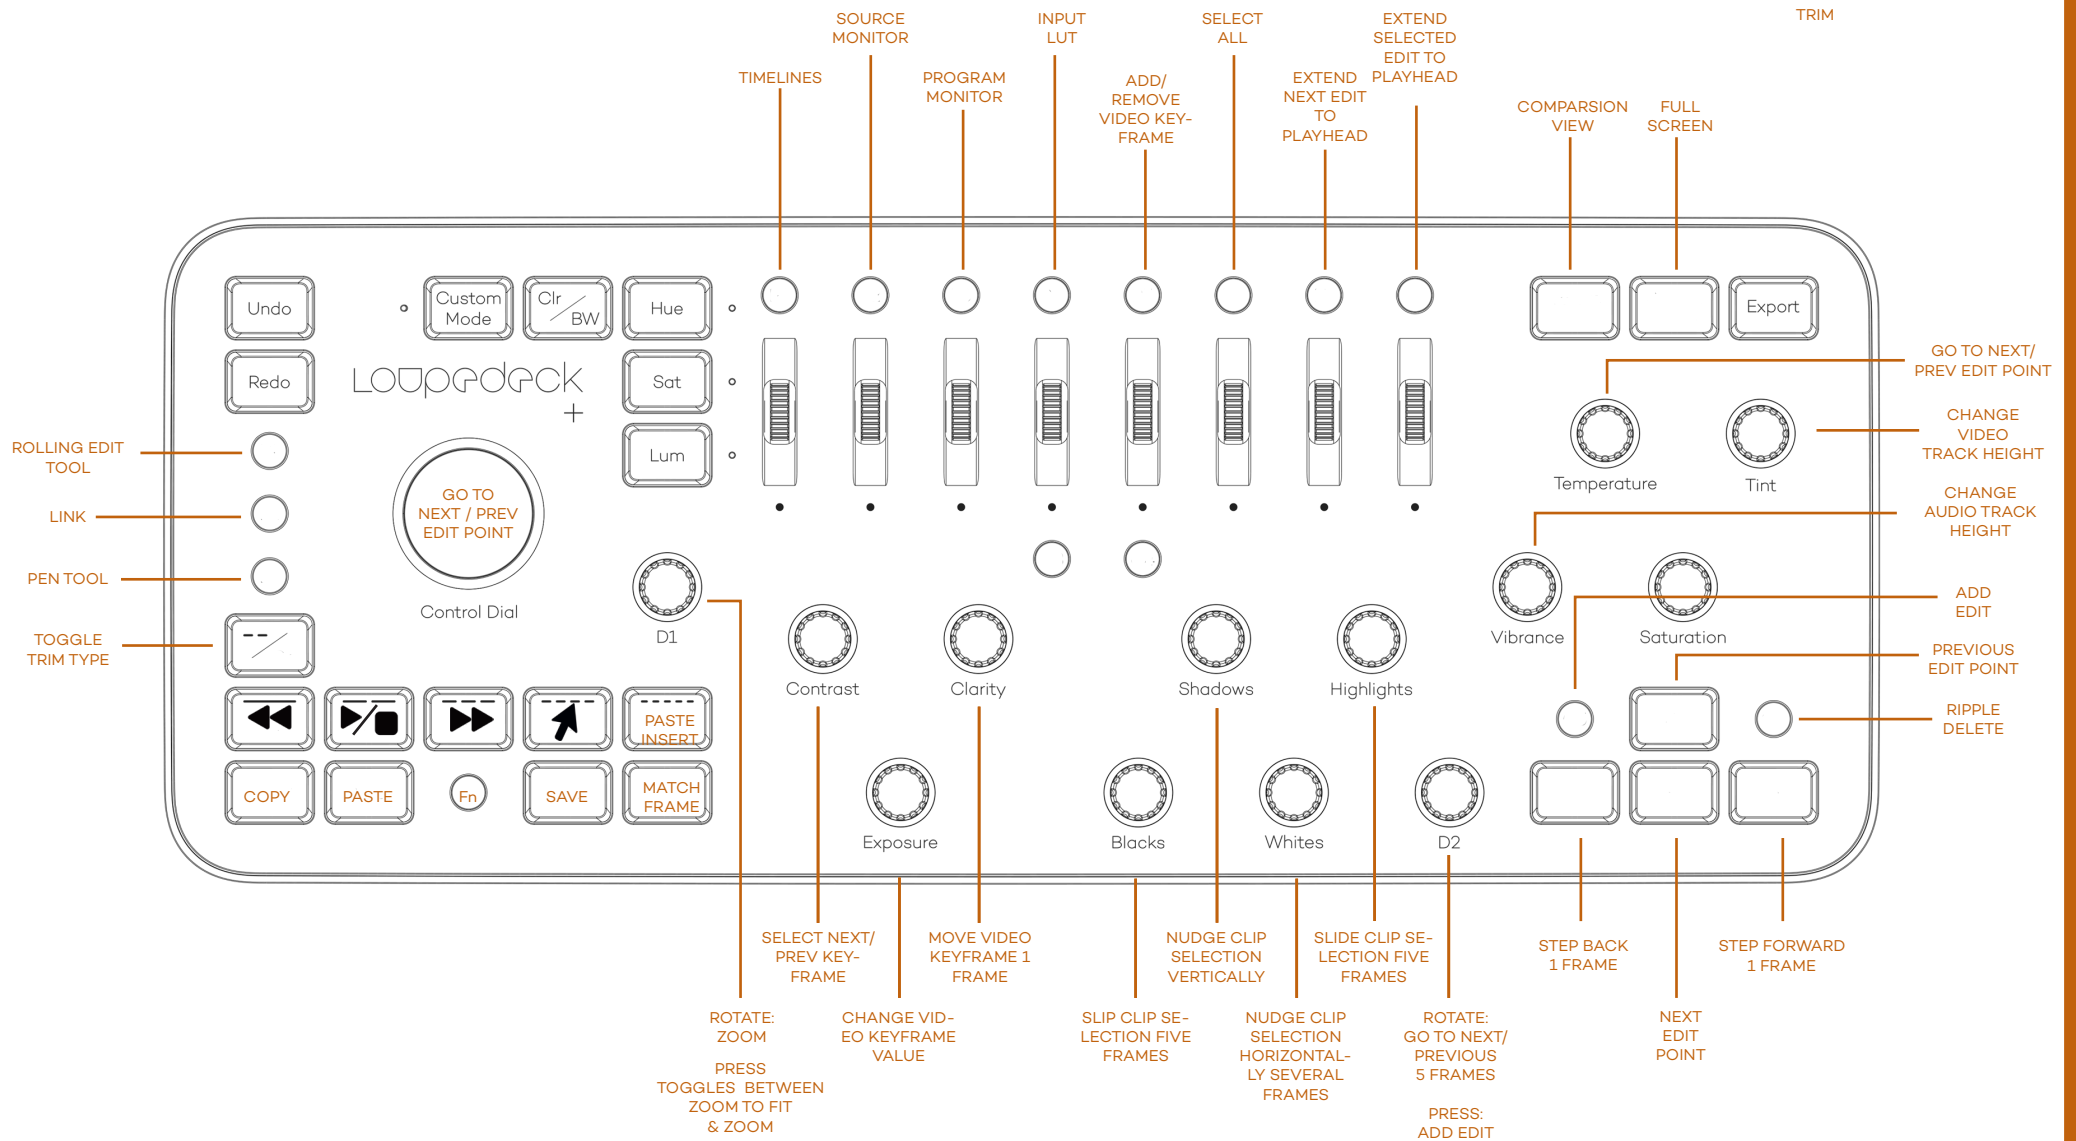 TRIM
SOURCE
MONITOR
INPUT
LUT
SELECT
ALL
EXTEND
SELECTED
EDIT TO
PLAYHEAD
TIMELINES
PROGRAM
MONITOR
ADD/
REMOVE
VIDEO KEY-
FRAME
EXTEND
NEXT EDIT
TO
PLAYHEAD
COMPARSION
VIEW
FULL
SCREEN
Undo
Custom
Mode
Clr
BW
Hue
Export
Redo
Loupedeck
+
Sat
GO TO NEXT/
PREV EDIT POINT
ROLLING EDIT
TOOL
Lum
CHANGE
VIDEO
TRACK HEIGHT
Temperature
Tint
LINK
GO TO
NEXT / PREV
EDIT POINT
CHANGE
AUDIO TRACK
HEIGHT
PEN TOOL
Control Dial
D1
ADD
EDIT
Vibrance
Saturation
TOGGLE
TRIM TYPE
PREVIOUS
EDIT POINT
Contrast
Clarity
Shadows
Highlights
PASTE
INSERT
RIPPLE
DELETE
COPY
PASTE
Fn
SAVE
MATCH
FRAME
Exposure
Blacks
Whites
D2
SELECT NEXT/
PREV KEY-
FRAME
MOVE VIDEO
KEYFRAME 1
FRAME
NUDGE CLIP
SELECTION
VERTICALLY
SLIDE CLIP SE-
LECTION FIVE
FRAMES
STEP BACK
1 FRAME
STEP FORWARD
1 FRAME
ROTATE:
ZOOM
PRESS
TOGGLES BETWEEN
ZOOM TO FIT
& ZOOM
CHANGE VID-
EO KEYFRAME
VALUE
SLIP CLIP SE-
LECTION FIVE
FRAMES
NUDGE CLIP
SELECTION
HORIZONTAL-
LY SEVERAL
FRAMES
ROTATE:
GO TO NEXT/
PREVIOUS
5 FRAMES
PRESS:
ADD EDIT
NEXT
EDIT
POINT